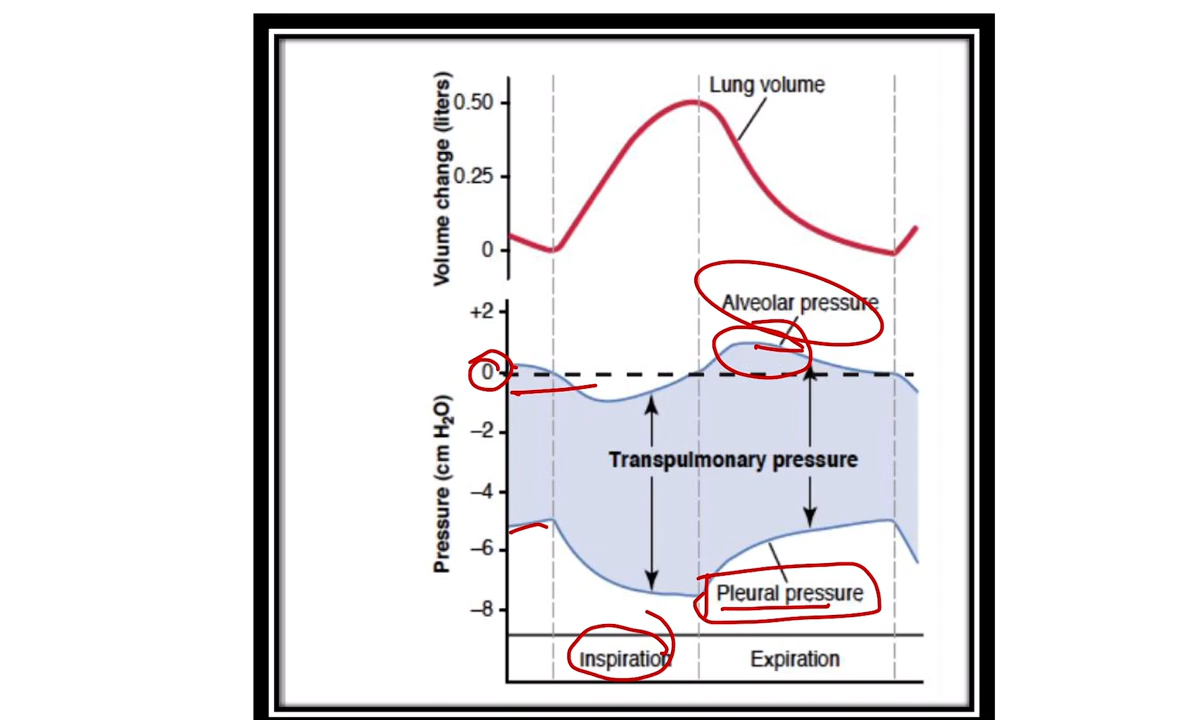 Volume change (liters)
0.50
0.25
0
Lung volume
Pressure (cm H₂O)
+2
0
–2
–4
–6
–8
Alveolar pressure
Transpulmonary pressure
Pleural pressure
Inspiration
Expiration